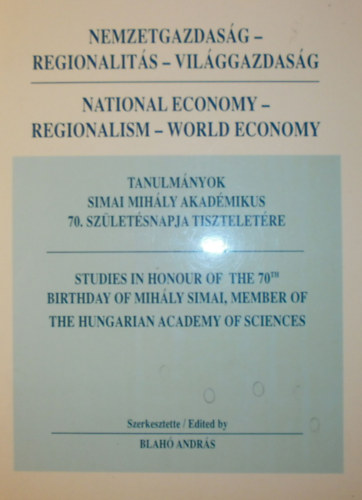 NEMZETGAZDASÁG –
REGIONALITÁS – VILÁGGAZDASÁG
NATIONAL ECONOMY –
REGIONALISM – WORLD ECONOMY
TANULMÁNYOK
SIMAI MIHÁLY AKADÉMIKUS
70. SZÜLETÉSNAPJA TISZTELETÉRE
STUDIES IN HONOUR OF THE 70TH
BIRTHDAY OF MIHÁLY SIMAI, MEMBER OF
THE HUNGARIAN ACADEMY OF SCIENCES
Szerkesztette / Edited by
BLAHÓ ANDRÁS